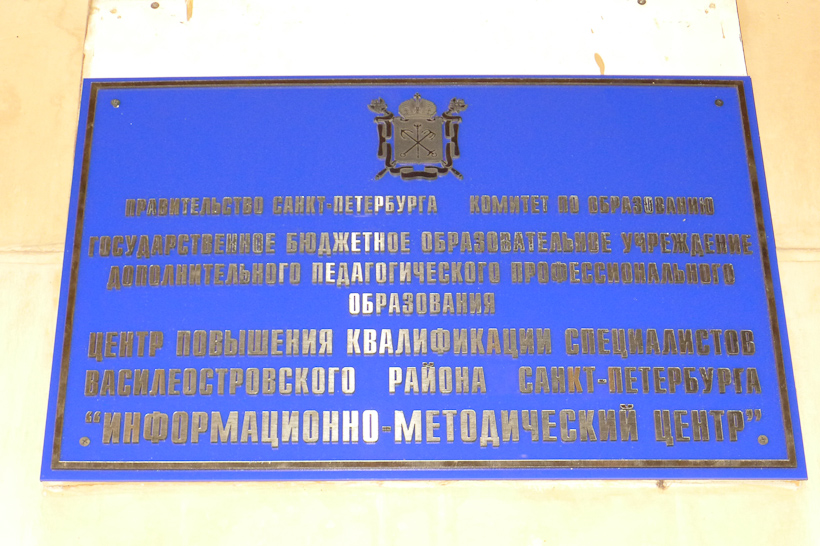 ПРАВИТЕЛЬСТВО САНКТ-ПЕТЕРБУРГА КОМИТЕТ ПО ОБРАЗОВАНИЮ
ГОСУДАРСТВЕННОЕ БЮДЖЕТНОЕ ОБРАЗОВАТЕЛЬНОЕ УЧРЕЖДЕНИЕ
ДОПОЛНИТЕЛЬНОГО ПЕДАГОГИЧЕСКОГО ПРОФЕССИОНАЛЬНОГО
ОБРАЗОВАНИЯ
ЦЕНТР ПОВЫШЕНИЯ КВАЛИФИКАЦИИ СПЕЦИАЛИСТОВ
ВАСИЛЕОСТРОВСКОГО РАЙОНА САНКТ-ПЕТЕРБУРГА
“ИНФОРМАЦИОННО-МЕТОДИЧЕСКИЙ ЦЕНТР”